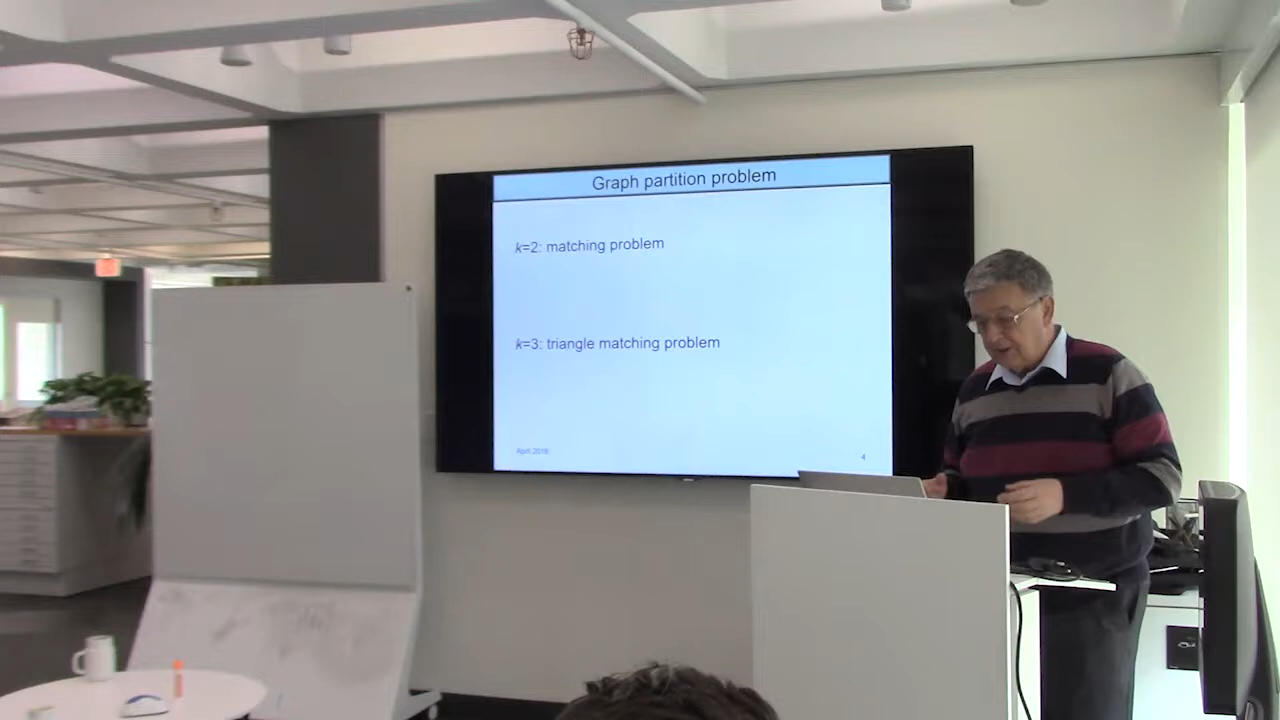 Graph partition problem
k=2: matching problem
k=3: triangle matching problem
April 2018
4